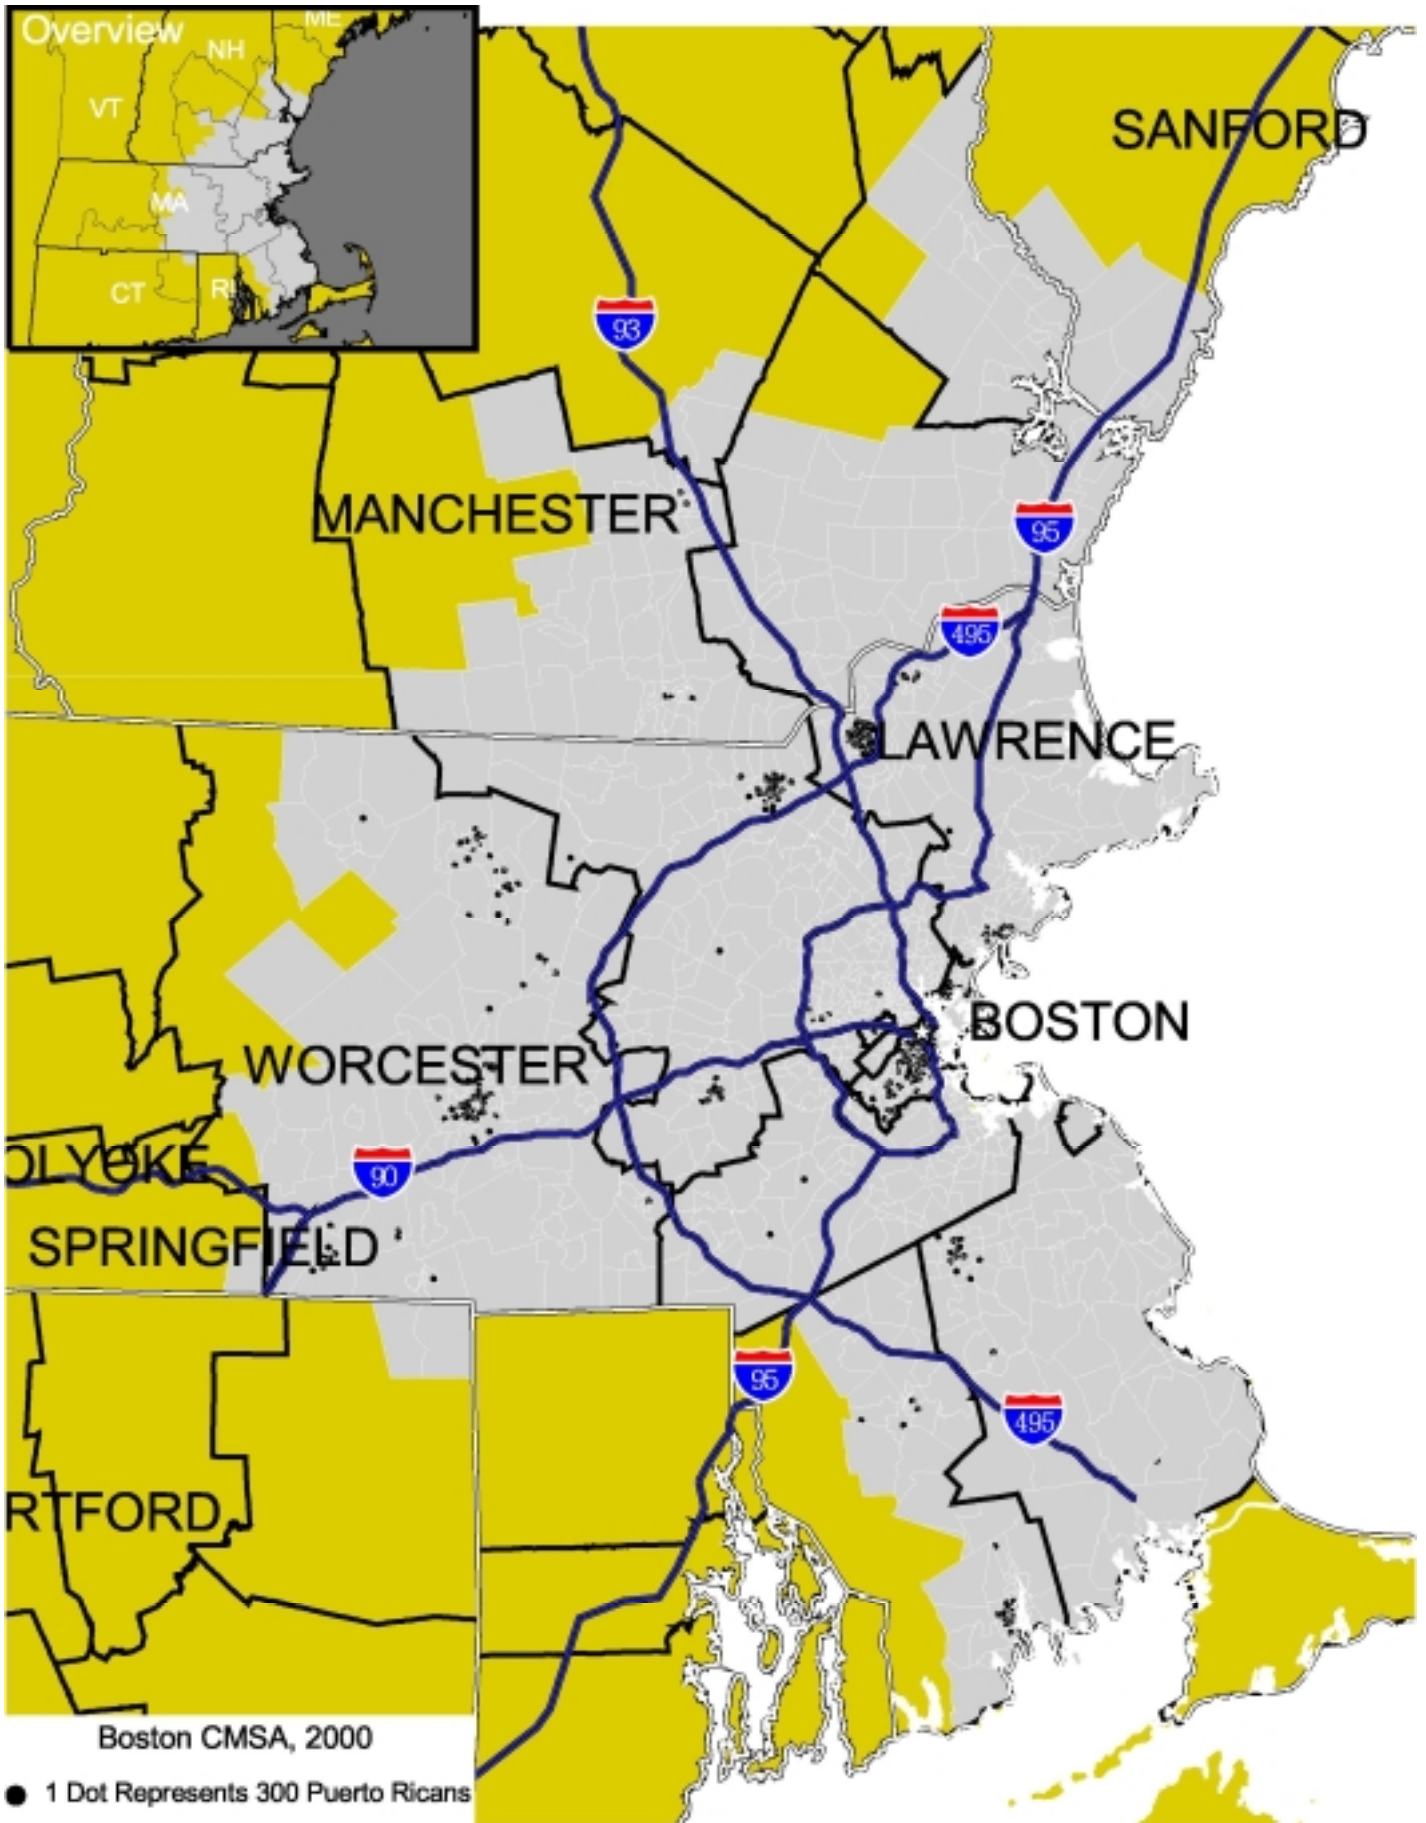 Overview
ME
NH
VT
MA
CT
RI
SANFORD
93
MANCHESTER
95
495
LAWRENCE
BOSTON
WORCESTER
OLYOKE
90
SPRINGFIELD
95
495
RTFORD
Boston CMSA, 2000
1 Dot Represents 300 Puerto Ricans